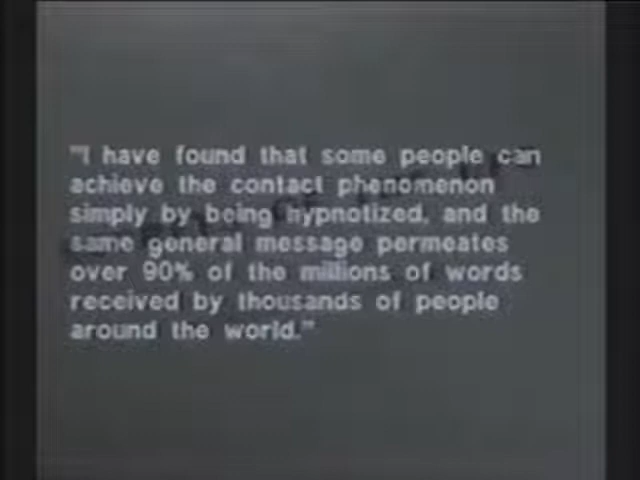 "I have found that some people can
achieve the contact phenomenon
simply by being hypnotized, and the
same general message permeates
over 90% of the millions of words
received by thousands of people
around the world."